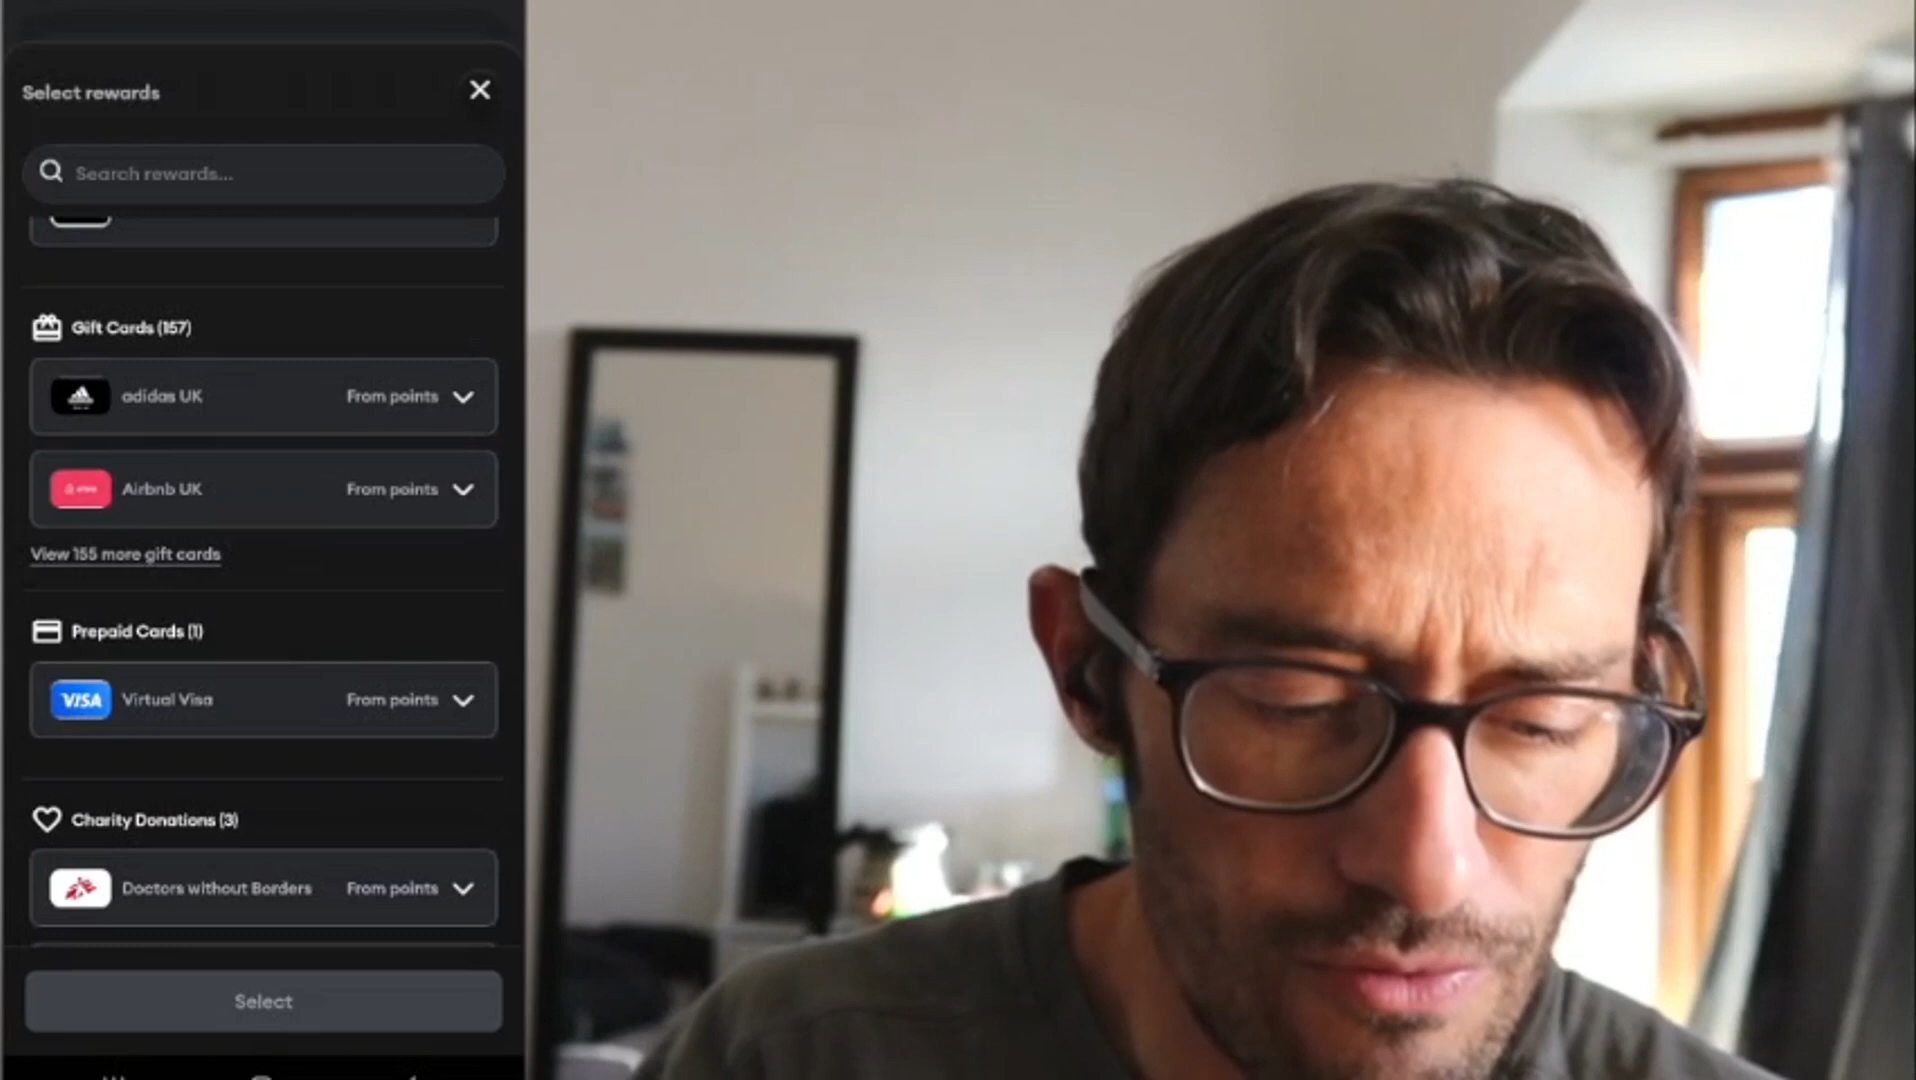 Select rewards
Search rewards...
Gift Cards (157)
adidas UK From points
Airbnb UK From points
View 155 more gift cards
Prepaid Cards (1)
VISA Virtual Visa From points
Charity Donations (3)
Doctors without Borders From points
Select